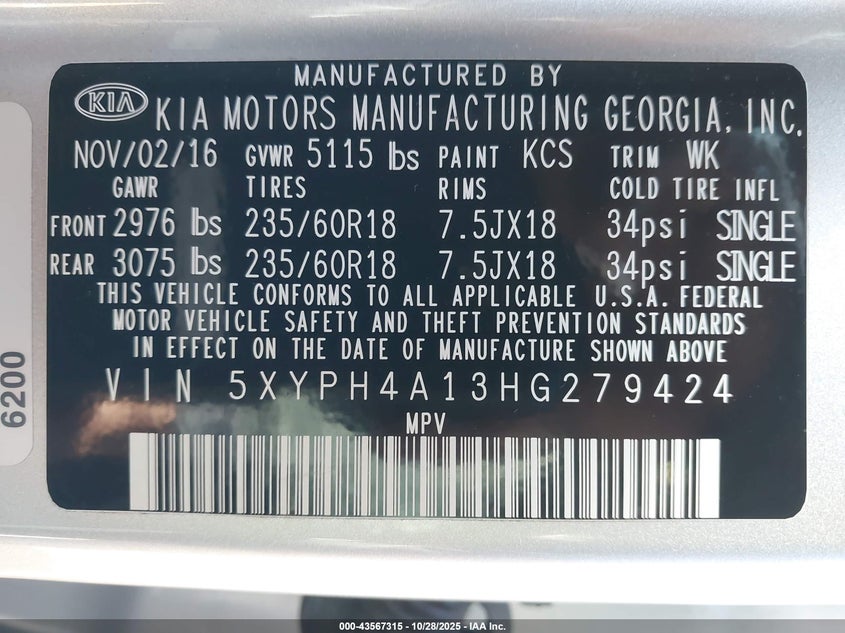 MANUFACTURED BY
KIA KIA MOTORS MANUFACTURING GEORGIA, INC.
NOV/02/16 GVWR 5115 lbs PAINT KCS TRIM WK
GAWR TIRES RIMS COLD TIRE INFL
FRONT 2976 lbs 235/60R18 7.5JX18 34psi SINGLE
REAR 3075 lbs 235/60R18 7.5JX18 34psi SINGLE
THIS VEHICLE CONFORMS TO ALL APPLICABLE U.S.A. FEDERAL
MOTOR VEHICLE SAFETY AND THEFT PREVENTION STANDARDS
IN EFFECT ON THE DATE OF MANUFACTURE SHOWN ABOVE
VIN 5XYPH4A13HG279424
MPV
6200
000-43567315 - 10/28/2025 - IAA Inc.